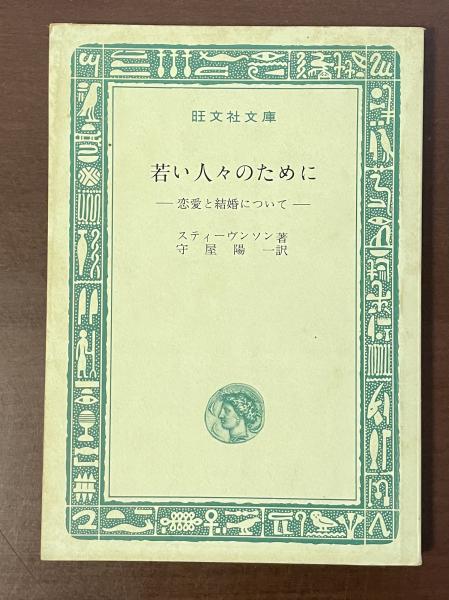 旺文社文庫
若い人々のために
―恋愛と結婚について―
スティーヴンソン著
守屋陽一訳